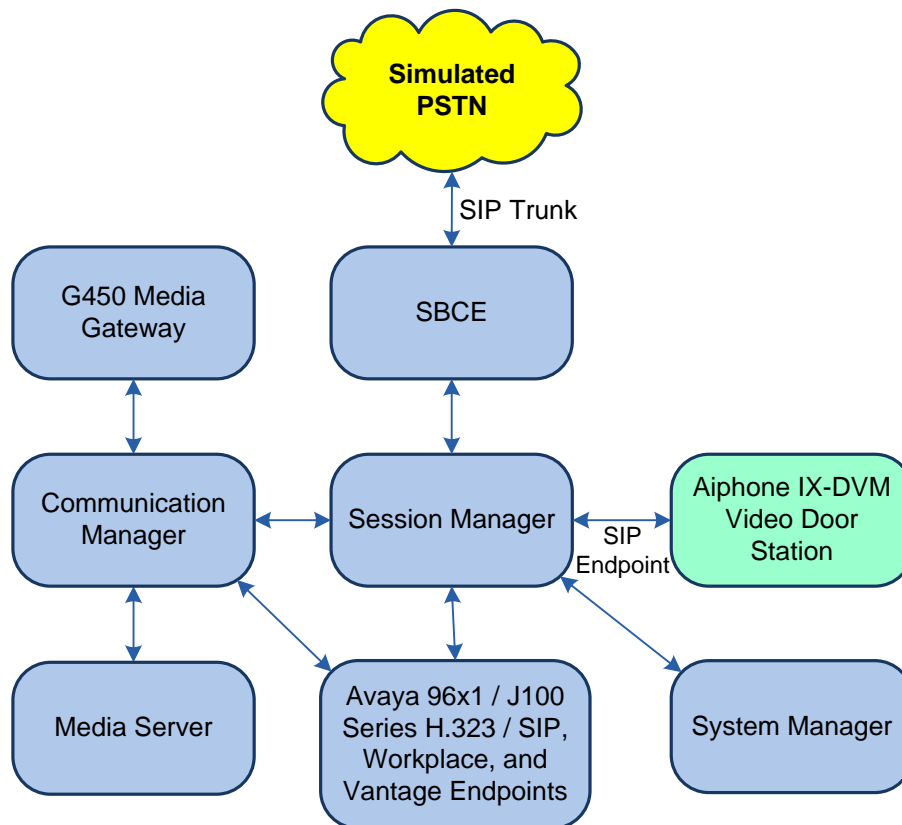 Simulated
PSTN
SIP Trunk
G450 Media
Gateway
SBCE
Communication
Manager
Session Manager
SIP
Endpoint
Aiphone IX-DVM
Video Door
Station
Media Server
Avaya 96x1 / J100
Series H.323 / SIP,
Workplace, and
Vantage Endpoints
System Manager